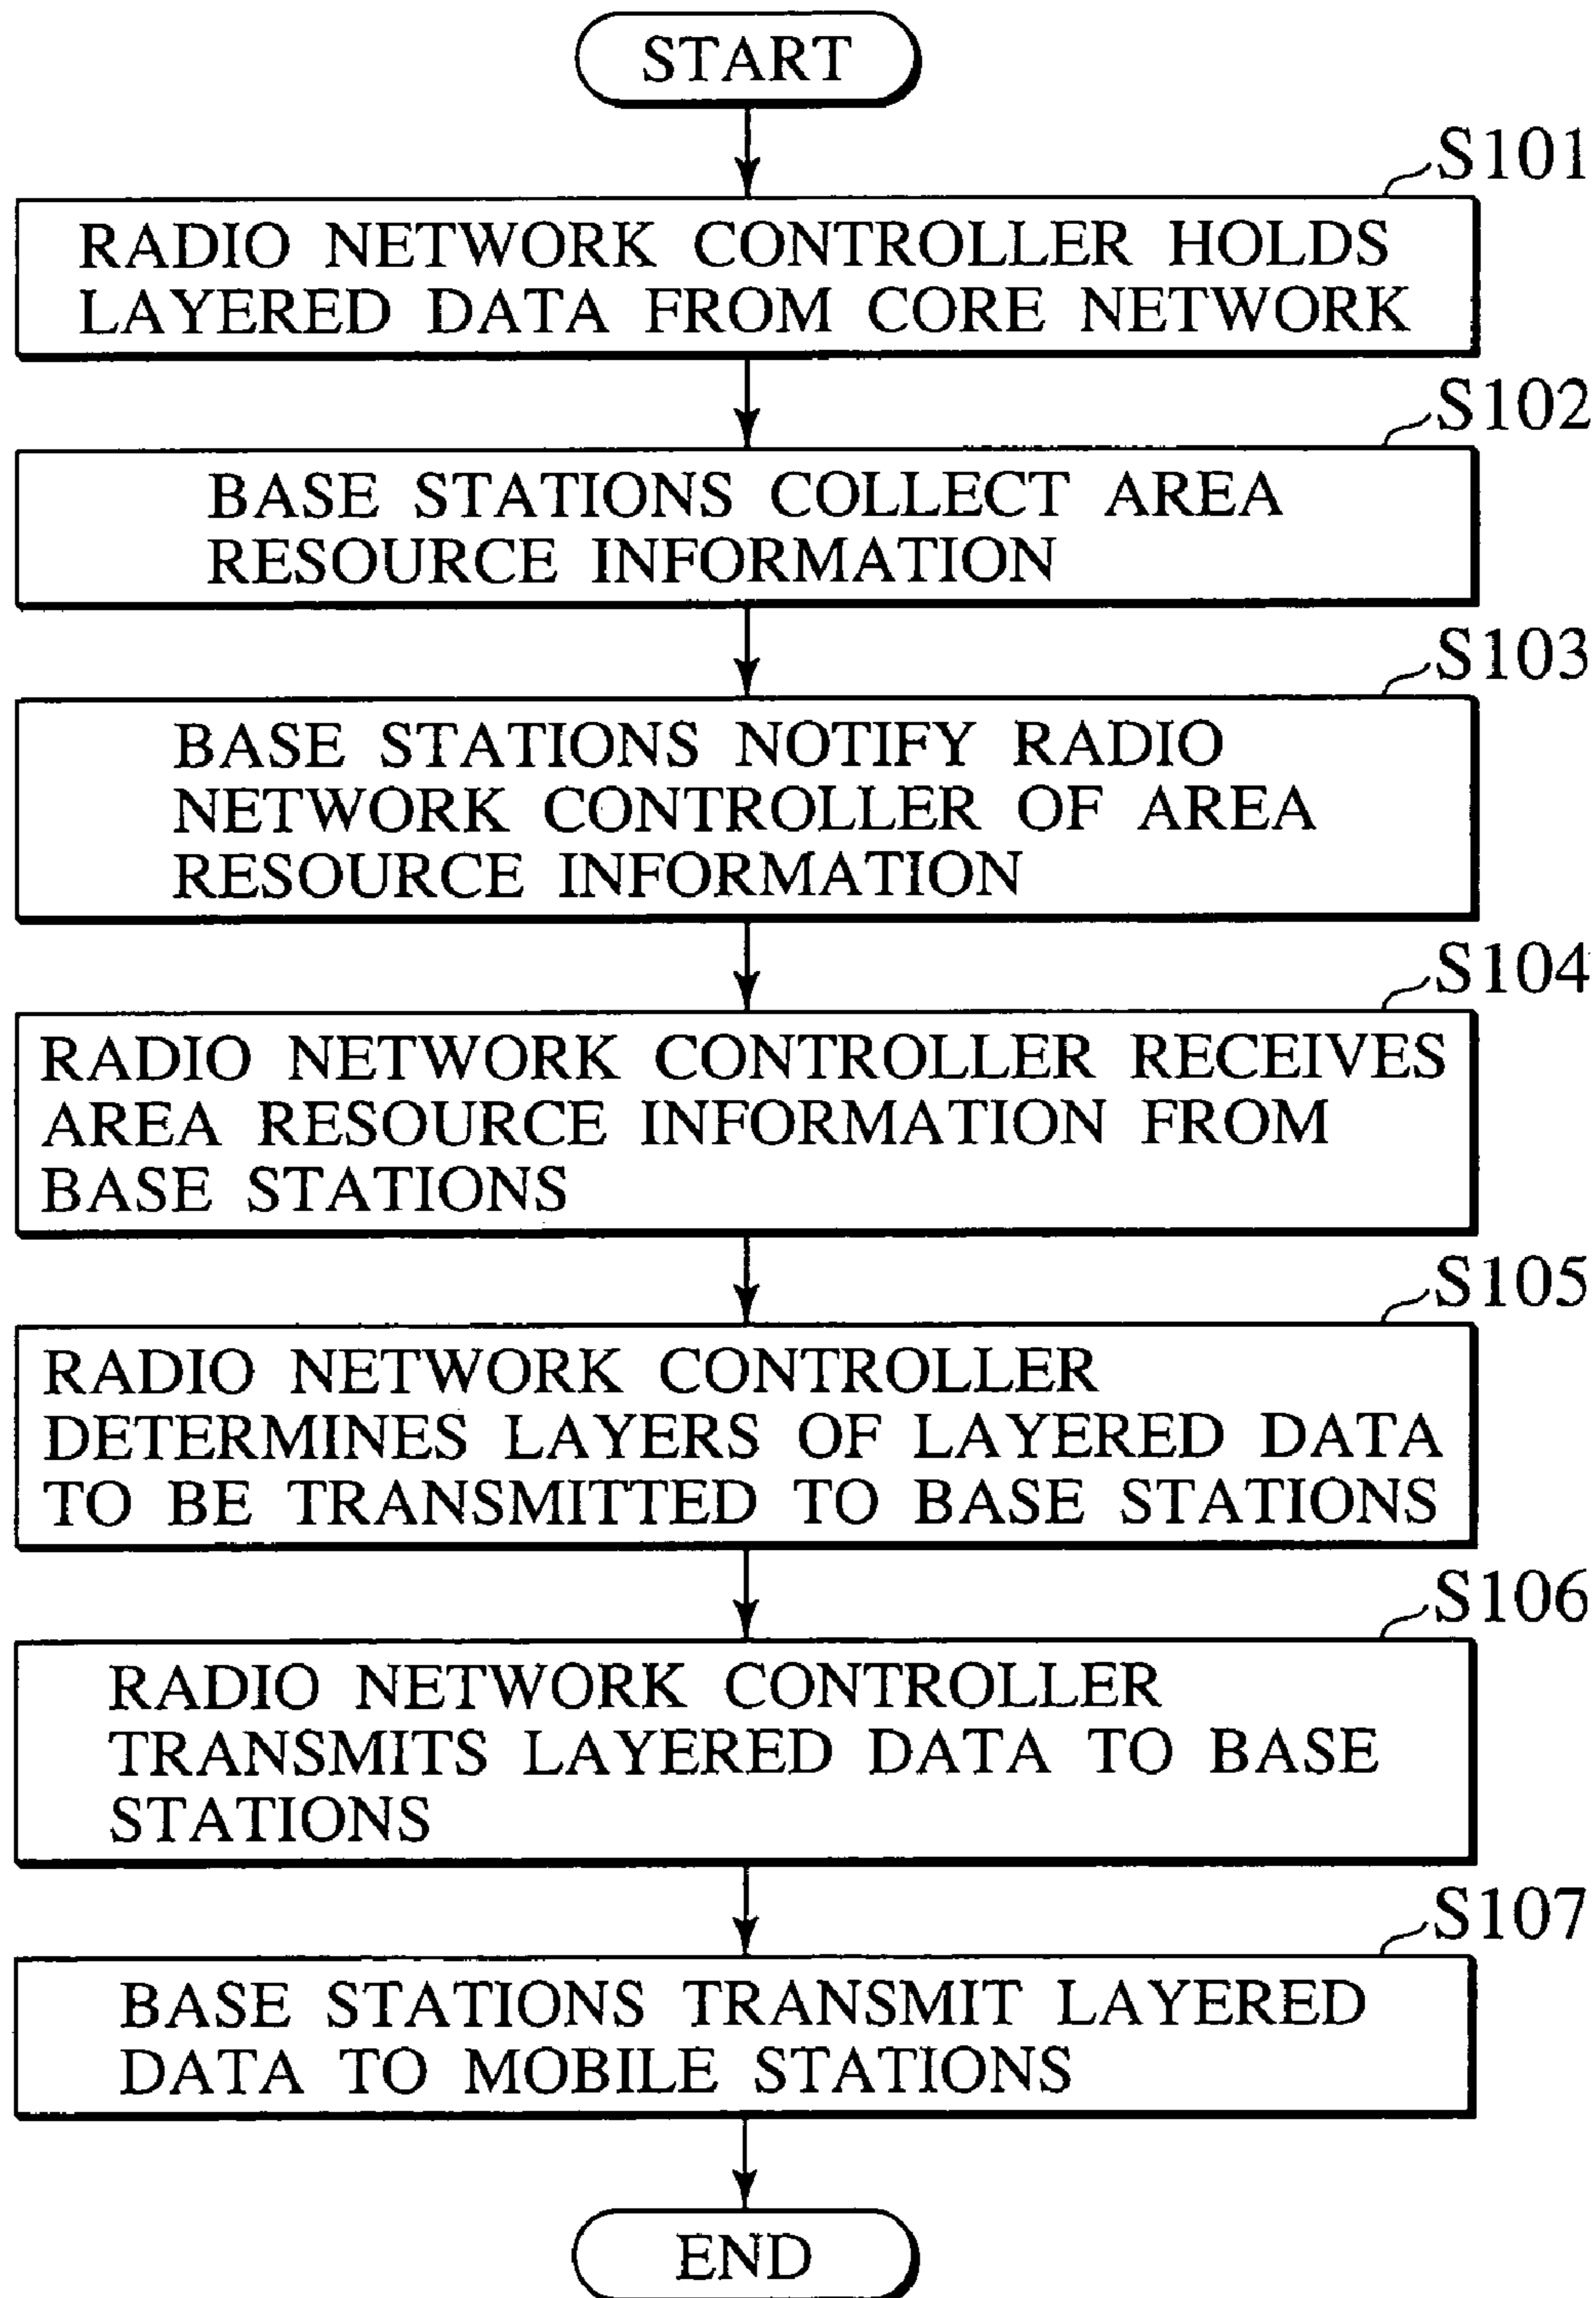 START
S101
RADIO NETWORK CONTROLLER HOLDS
LAYERED DATA FROM CORE NETWORK
S102
BASE STATIONS COLLECT AREA
RESOURCE INFORMATION
S103
BASE STATIONS NOTIFY RADIO
NETWORK CONTROLLER OF AREA
RESOURCE INFORMATION
S104
RADIO NETWORK CONTROLLER RECEIVES
AREA RESOURCE INFORMATION FROM
BASE STATIONS
S105
RADIO NETWORK CONTROLLER
DETERMINES LAYERS OF LAYERED DATA
TO BE TRANSMITTED TO BASE STATIONS
S106
RADIO NETWORK CONTROLLER
TRANSMITS LAYERED DATA TO BASE
STATIONS
S107
BASE STATIONS TRANSMIT LAYERED
DATA TO MOBILE STATIONS
END